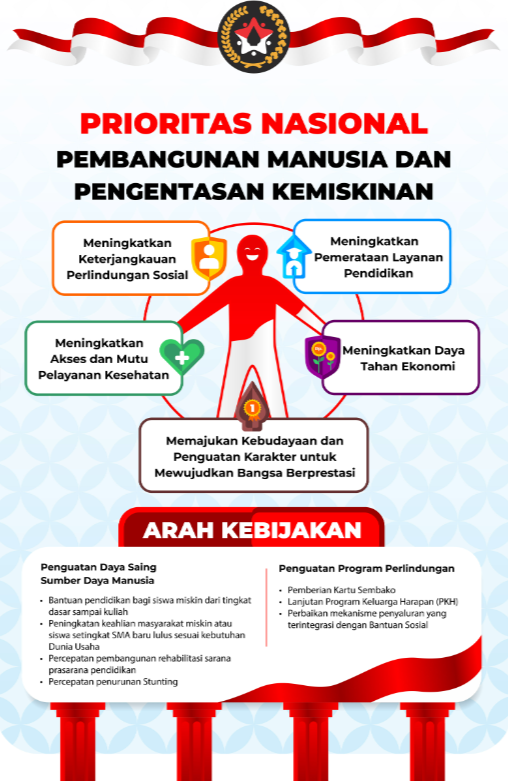 PRIORITAS NASIONAL
PEMBANGUNAN MANUSIA DAN
PENGENTASAN KEMISKINAN
Meningkatkan
Keterjangkauan
Perlindungan Sosial
Meningkatkan
Pemerataan Layanan
Pendidikan
Meningkatkan
Akses dan Mutu
Pelayanan Kesehatan
Meningkatkan Daya
Tahan Ekonomi
1
Memajukan Kebudayaan dan
Penguatan Karakter untuk
Mewujudkan Bangsa Berprestasi
ARAH KEBIJAKAN
Penguatan Daya Saing
Sumber Daya Manusia
• Bantuan pendidikan bagi siswa miskin dari tingkat
dasar sampai kuliah
• Peningkatan keahlian masyarakat miskin atau
siswa setingkat SMA baru lulus sesuai kebutuhan
Dunia Usaha
• Percepatan pembangunan rehabilitasi sarana
prasarana pendidikan
• Percepatan penurunan Stunting
Penguatan Program Perlindungan
• Pemberian Kartu Sembako
• Lanjutan Program Keluarga Harapan (PKH)
• Perbaikan mekanisme penyaluran yang
terintegrasi dengan Bantuan Sosial